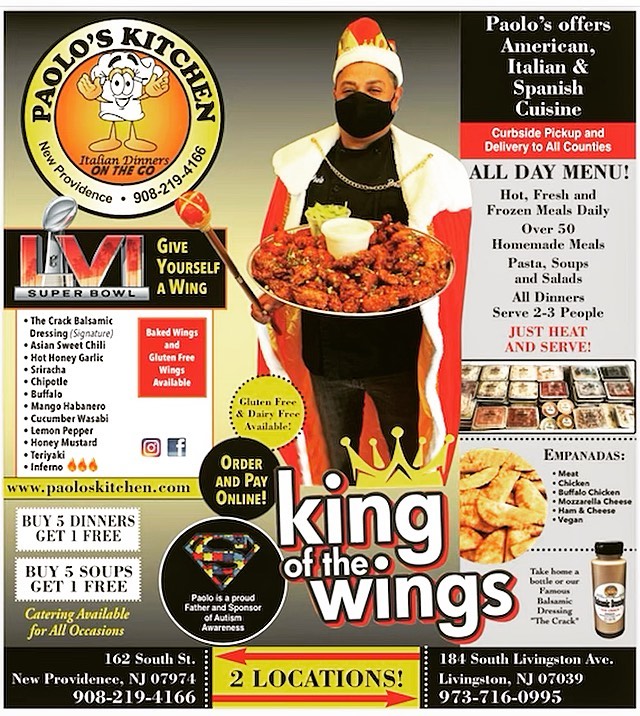 PAOLO'S KITCHEN
Italian Dinners
ON THE GO
New Providence • 908-219-4166
Paolo's offers
American,
Italian &
Spanish
Cuisine
Curbside Pickup and
Delivery to All Counties
ALL DAY MENU!
Hot, Fresh and
Frozen Meals Daily
Over 50
Homemade Meals
Pasta, Soups
and Salads
All Dinners
Serve 2-3 People
JUST HEAT
AND SERVE!
LVI
SUPER BOWL
GIVE
YOURSELF
A WING
• The Crack Balsamic
Dressing (Signature)
• Asian Sweet Chili
• Hot Honey Garlic
• Sriracha
• Chipotle
• Buffalo
• Mango Habanero
• Cucumber Wasabi
• Lemon Pepper
• Honey Mustard
• Teriyaki
• Inferno
Baked Wings
and
Gluten Free
Wings
Available
Gluten Free
& Dairy Free
Available!
ORDER
AND PAY
ONLINE!
www.paoloskitchen.com
BUY 5 DINNERS
GET 1 FREE
BUY 5 SOUPS
GET 1 FREE
Catering Available
for All Occasions
Paolo is a proud
Father and Sponsor
of Autism
Awareness
king
of the
wings
EMPANADAS:
• Meat
• Chicken
• Buffalo Chicken
• Mozzarella Cheese
• Ham & Cheese
• Vegan
Take home a
bottle or our
Famous
Balsamic
Dressing
"The Crack"
162 South St.
New Providence, NJ 07974
908-219-4166
2 LOCATIONS!
184 South Livingston Ave.
Livingston, NJ 07039
973-716-0995